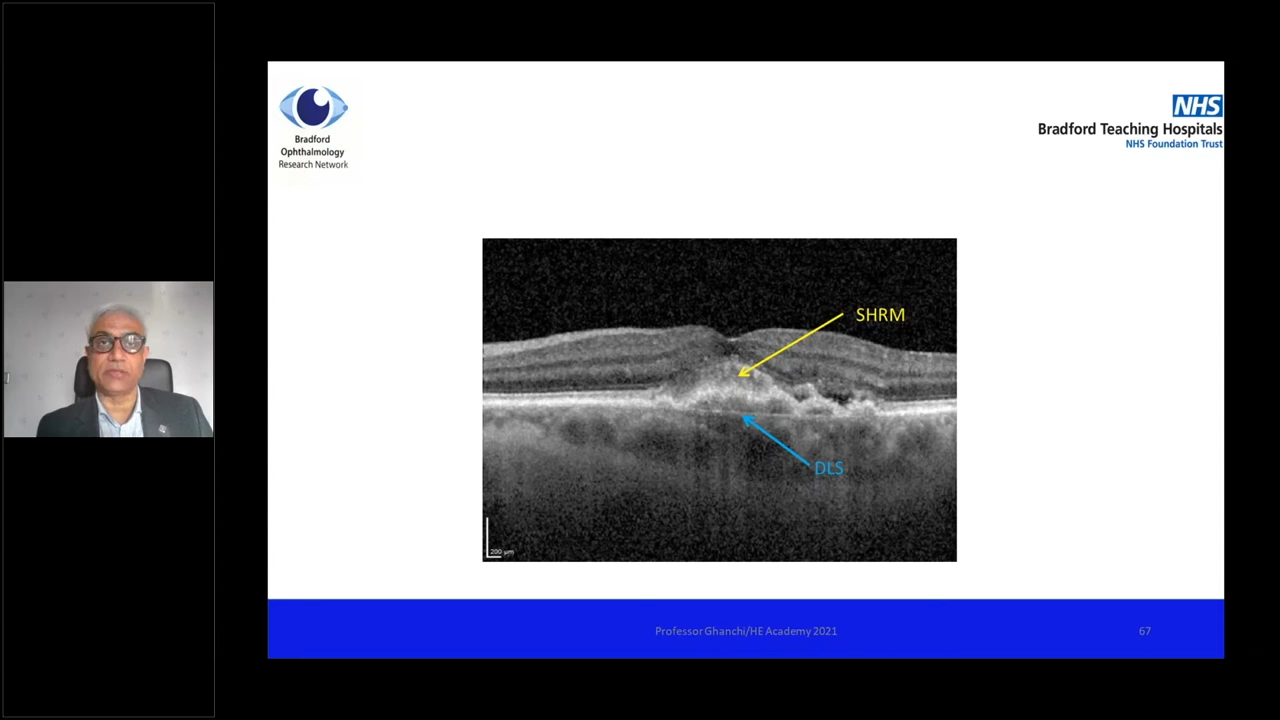 Bradford
Ophthalmology
Research Network
NHS
Bradford Teaching Hospitals
NHS Foundation Trust
SHRM
DLS
200 µm
Professor Ghanchi/HE Academy 2021
67